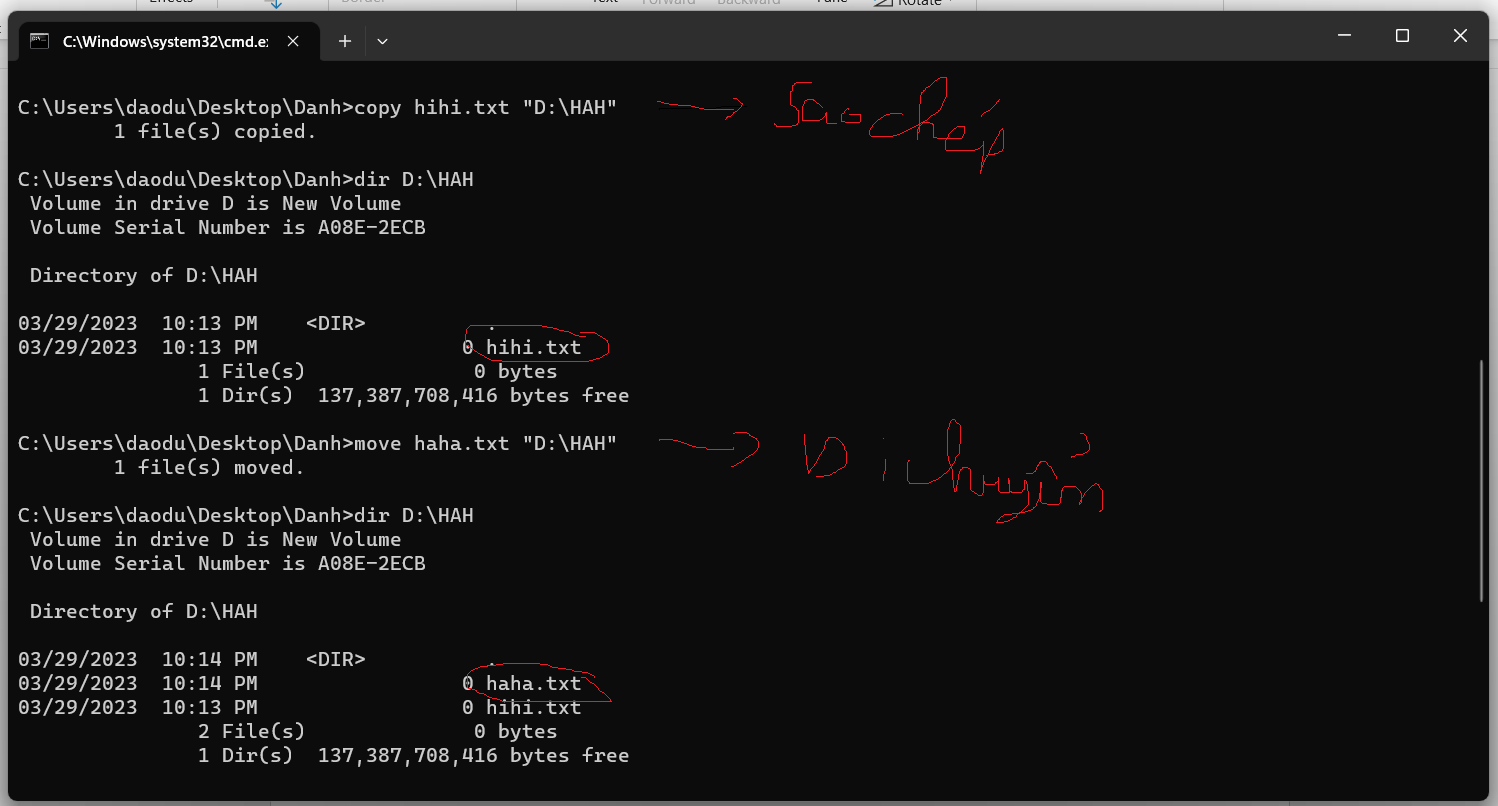 Effects
Border
Text
Forward
Backward
Pane
Rotate
C:\Windows\system32\cmd.e
C:\Users\daodu\Desktop\Danh>copy hihi.txt "D:\HAH" Sao chép
1 file(s) copied.
C:\Users\daodu\Desktop\Danh>dir D:\HAH
Volume in drive D is New Volume
Volume Serial Number is A08E-2ECB
Directory of D:\HAH
03/29/2023  10:13 PM    <DIR>          .
03/29/2023  10:13 PM                 0 hihi.txt
1 File(s)              0 bytes
1 Dir(s)  137,387,708,416 bytes free
C:\Users\daodu\Desktop\Danh>move haha.txt "D:\HAH" Di chuyển
1 file(s) moved.
C:\Users\daodu\Desktop\Danh>dir D:\HAH
Volume in drive D is New Volume
Volume Serial Number is A08E-2ECB
Directory of D:\HAH
03/29/2023  10:14 PM    <DIR>          .
03/29/2023  10:14 PM                 0 haha.txt
03/29/2023  10:13 PM                 0 hihi.txt
2 File(s)              0 bytes
1 Dir(s)  137,387,708,416 bytes free